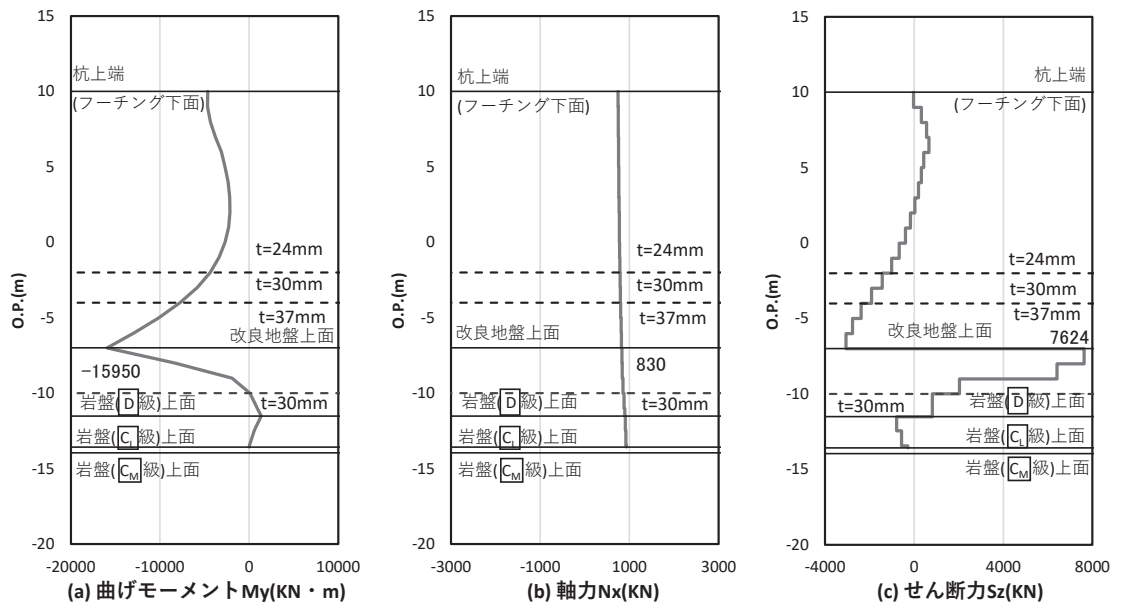 15
10
5
0
-5
-10
-15
-20
O.P.(m)
杭上端
(フーチング下面)
t=24mm
t=30mm
t=37mm
改良地盤上面
−15950
岩盤(D級)上面
t=30mm
岩盤(CL級)上面
岩盤(CM級)上面
-20000
-10000
0
10000
(a) 曲げモーメントMy(KN・m)
15
10
5
0
-5
-10
-15
-20
O.P.(m)
杭上端
(フーチング下面)
t=24mm
t=30mm
t=37mm
改良地盤上面
830
岩盤(D級)上面
t=30mm
岩盤(CL級)上面
岩盤(CM級)上面
-3000
-1000
1000
3000
(b) 軸力Nx(KN)
15
10
5
0
-5
-10
-15
-20
O.P.(m)
杭上端
(フーチング下面)
t=24mm
t=30mm
t=37mm
改良地盤上面
7624
t=30mm
岩盤(D級)上面
岩盤(CL級)上面
岩盤(CM級)上面
-4000
0
4000
8000
(c) せん断力Sz(KN)